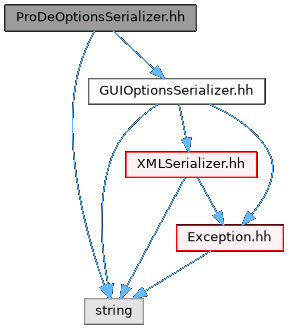 ProDeOptionsSerializer.hh
GUIOptionsSerializer.hh
XMLSerializer.hh
Exception.hh
string